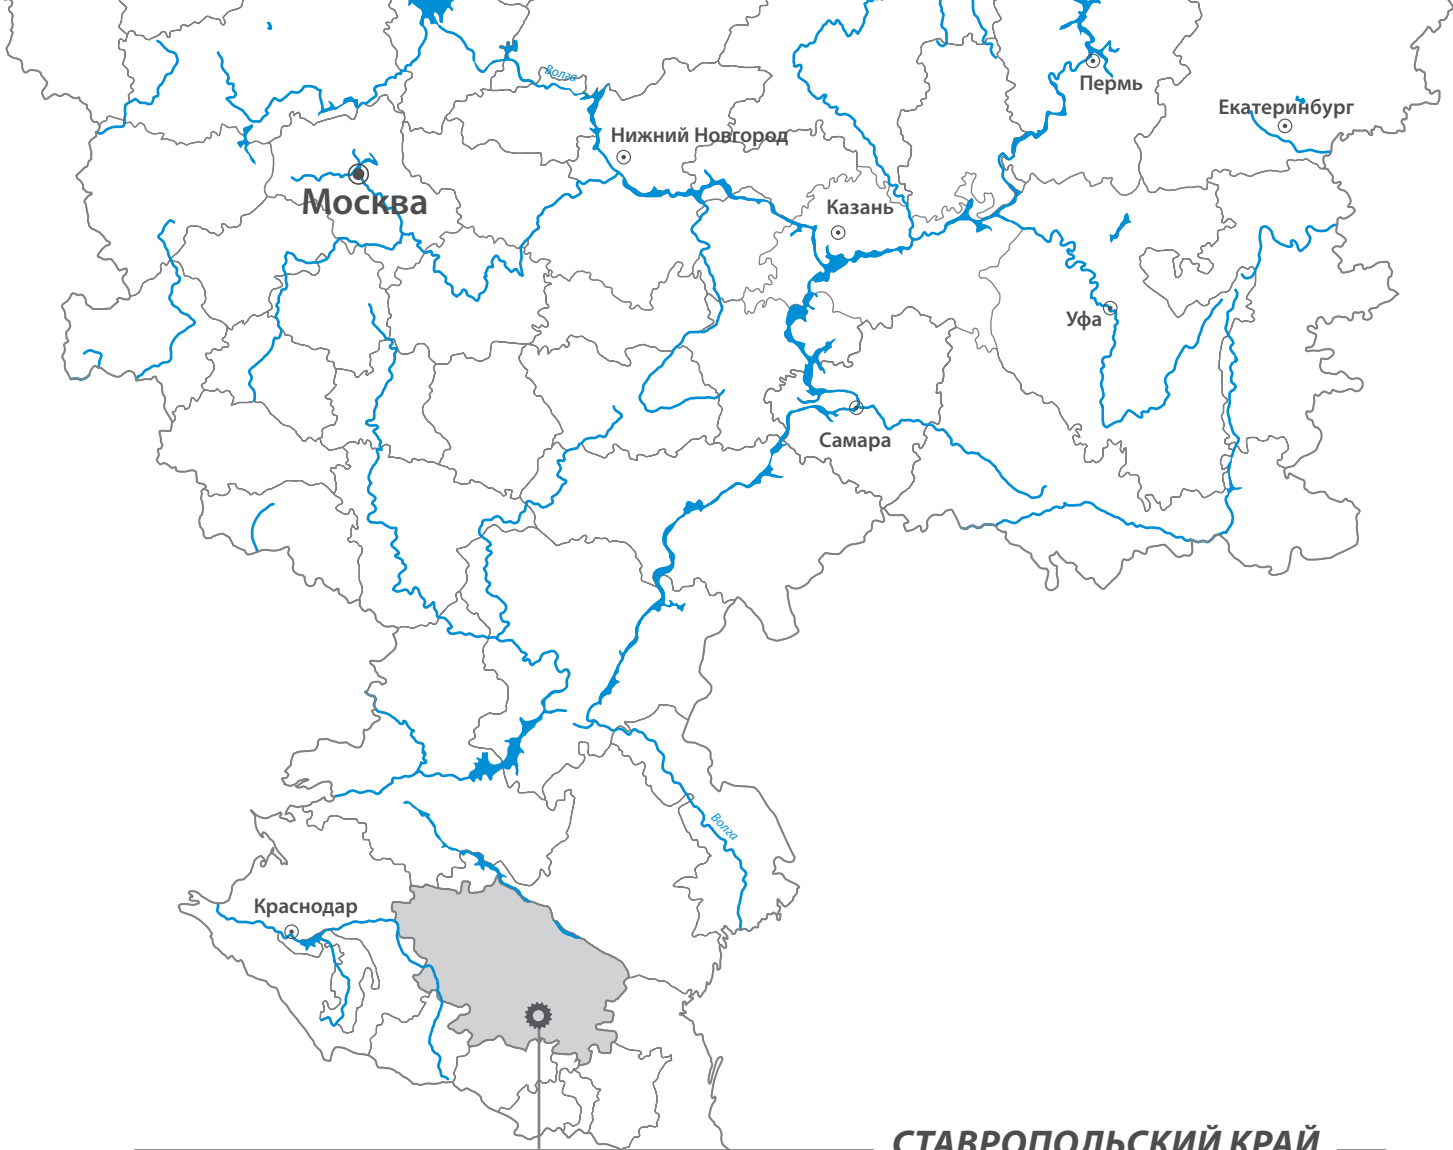 Волга
Пермь
Екатеринбург
Нижний Новгород
Москва
Казань
Уфа
Самара
Волга
Краснодар
СТАВРОПОЛЬСКИЙ КРАЙ